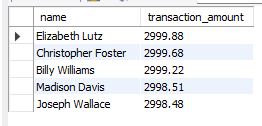 name transaction_amount
Elizabeth Lutz 2999.88
Christopher Foster 2999.68
Billy Williams 2999.22
Madison Davis 2998.51
Joseph Wallace 2998.48